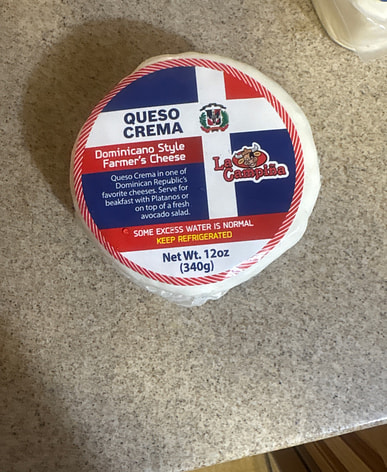 QUESO
CREMA
Dominicano Style
Farmer's Cheese
La
Campiña
Queso Crema in one of
Dominican Republic's
favorite cheeses. Serve for
beakfast with Platanos or
on top of a fresh
avocado salad.
SOME EXCESS WATER IS NORMAL
KEEP REFRIGERATED
Net Wt. 12oz
(340g)